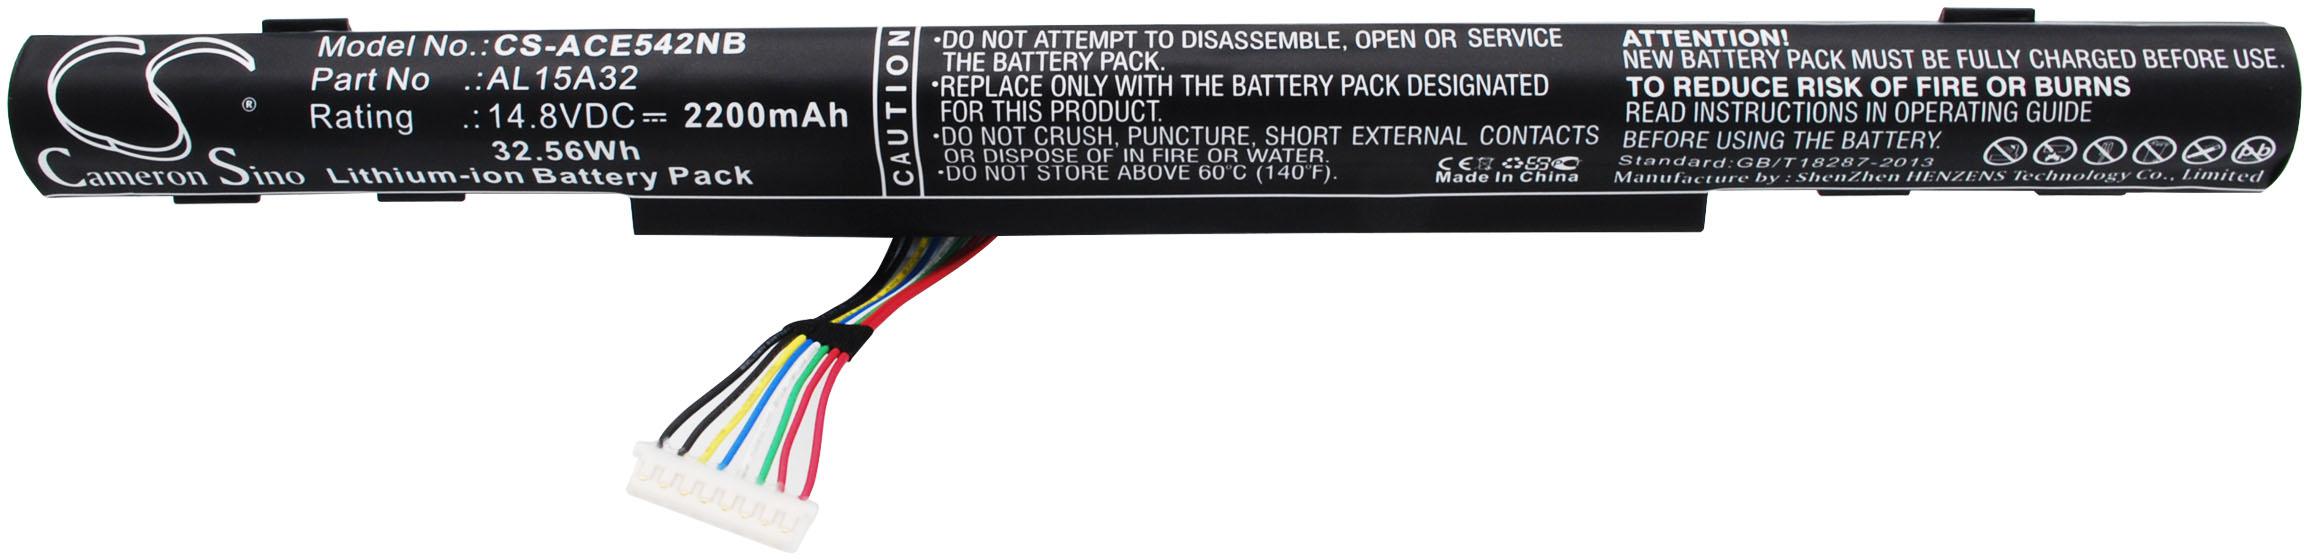 CS
®
Cameron Sino
Model No.:CS-ACE542NB
Part No .:AL15A32
Rating .:14.8VDC⎓ 2200mAh
32.56Wh
Lithium-ion Battery Pack
CAUTION
•DO NOT ATTEMPT TO DISASSEMBLE, OPEN OR SERVICE
THE BATTERY PACK.
•REPLACE ONLY WITH THE BATTERY PACK DESIGNATED
FOR THIS PRODUCT.
•DO NOT CRUSH, PUNCTURE, SHORT EXTERNAL CONTACTS
OR DISPOSE OF IN FIRE OR WATER.
•DO NOT STORE ABOVE 60°C (140°F).
CE
Made In China
ATTENTION!
NEW BATTERY PACK MUST BE FULLY CHARGED BEFORE USE.
TO REDUCE RISK OF FIRE OR BURNS
READ INSTRUCTIONS IN OPERATING GUIDE
BEFORE USING THE BATTERY.
Standard:GB/T18287-2013
Manufacture by : ShenZhen HENZENS Technology Co., Limited
Pb